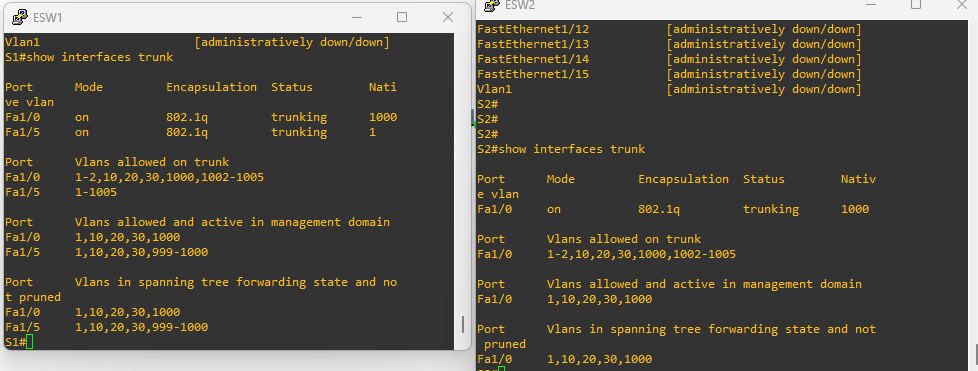 ESW1
Vlan1                      [administratively down/down]
S1#show interfaces trunk
Port      Mode         Encapsulation  Status        Nati
ve vlan
Fa1/0     on           802.1q         trunking      1000
Fa1/5     on           802.1q         trunking      1
Port      Vlans allowed on trunk
Fa1/0     1-2,10,20,30,1000,1002-1005
Fa1/5     1-1005
Port      Vlans allowed and active in management domain
Fa1/0     1,10,20,30,1000
Fa1/5     1,10,20,30,999-1000
Port      Vlans in spanning tree forwarding state and no
t pruned
Fa1/0     1,10,20,30,1000
Fa1/5     1,10,20,30,999-1000
S1#
ESW2
FastEthernet1/12           [administratively down/down]
FastEthernet1/13           [administratively down/down]
FastEthernet1/14           [administratively down/down]
FastEthernet1/15           [administratively down/down]
Vlan1                      [administratively down/down]
S2#
S2#
S2#
S2#show interfaces trunk
Port      Mode         Encapsulation  Status        Nativ
e vlan
Fa1/0     on           802.1q         trunking      1000
Port      Vlans allowed on trunk
Fa1/0     1-2,10,20,30,1000,1002-1005
Port      Vlans allowed and active in management domain
Fa1/0     1,10,20,30,1000
Port      Vlans in spanning tree forwarding state and not
 pruned
Fa1/0     1,10,20,30,1000